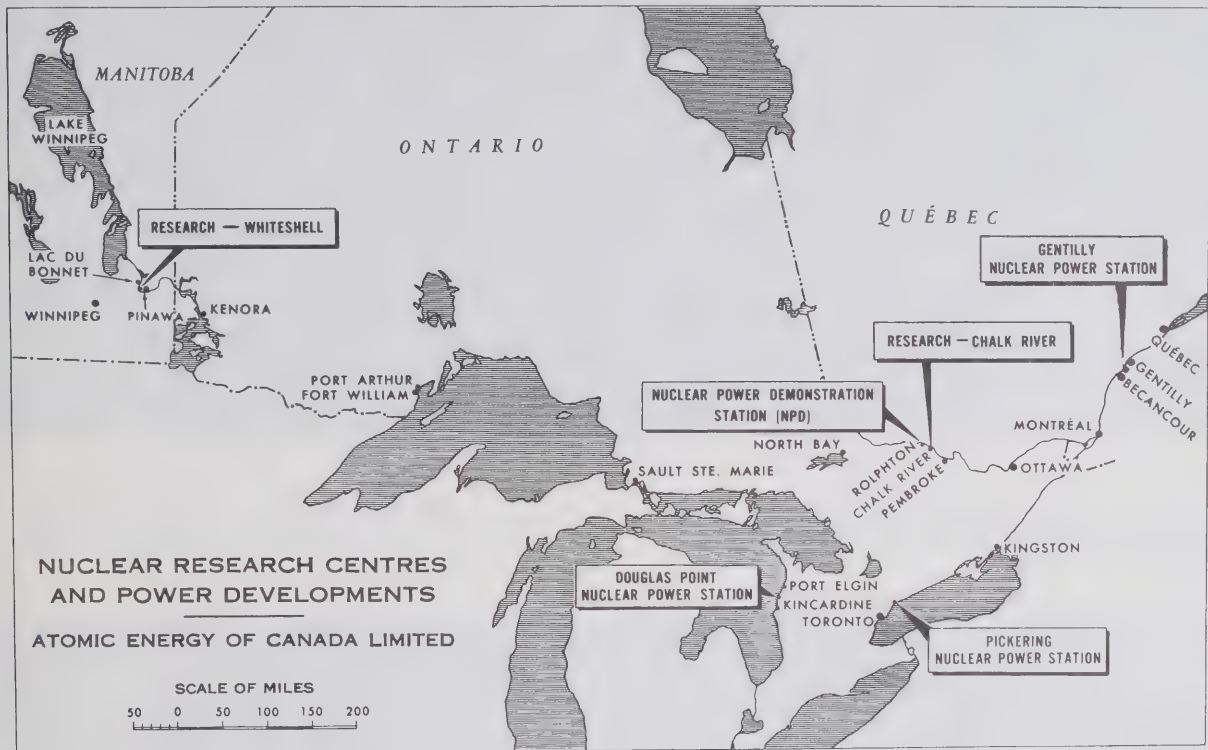 MANITOBA
LAKE
WINNIPEG
ONTARIO
QUÉBEC
RESEARCH — WHITESHELL
LAC DU
BONNET
WINNIPEG
PINAWA
KENORA
GENTILLY
NUCLEAR POWER STATION
RESEARCH — CHALK RIVER
NUCLEAR POWER DEMONSTRATION
STATION (NPD)
QUÉBEC
GENTILLY
BECANCOUR
PORT ARTHUR
FORT WILLIAM
NORTH BAY
ROLPHTON
CHALK RIVER
PEMBROKE
MONTRÉAL
OTTAWA
SAULT STE. MARIE
KINGSTON
DOUGLAS POINT
NUCLEAR POWER STATION
PORT ELGIN
KINCARDINE
TORONTO
PICKERING
NUCLEAR POWER STATION
NUCLEAR RESEARCH CENTRES
AND POWER DEVELOPMENTS
ATOMIC ENERGY OF CANADA LIMITED
SCALE OF MILES
50 0 50 100 150 200